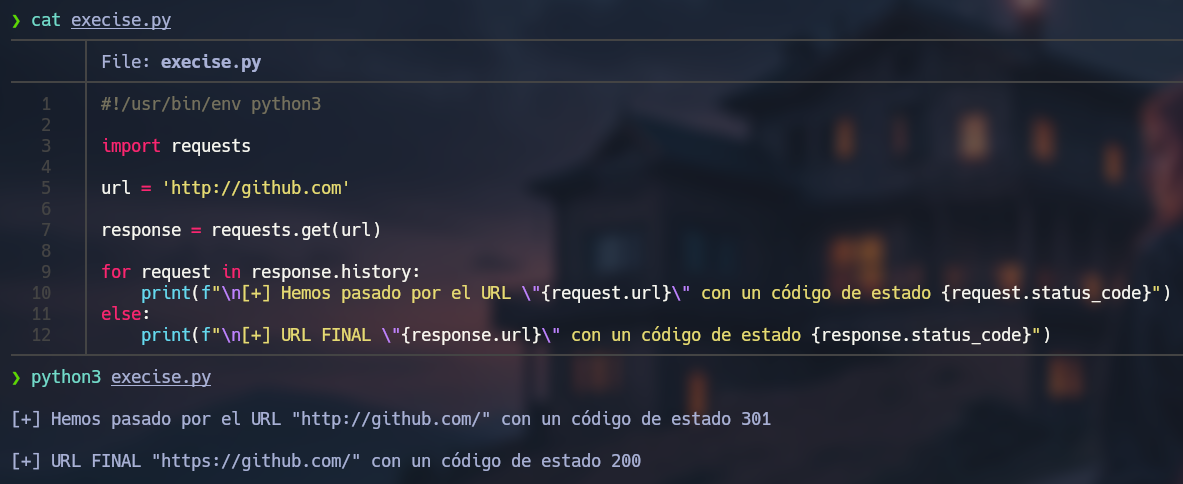 ❯ cat execise.py
File: execise.py
1 #!/usr/bin/env python3
2
3 import requests
4
5 url = 'http://github.com'
6
7 response = requests.get(url)
8
9 for request in response.history:
10     print(f"\n[+] Hemos pasado por el URL \"{request.url}\" con un código de estado {request.status_code}")
11 else:
12     print(f"\n[+] URL FINAL \"{response.url}\" con un código de estado {response.status_code}")
❯ python3 execise.py
[+] Hemos pasado por el URL "http://github.com/" con un código de estado 301
[+] URL FINAL "https://github.com/" con un código de estado 200